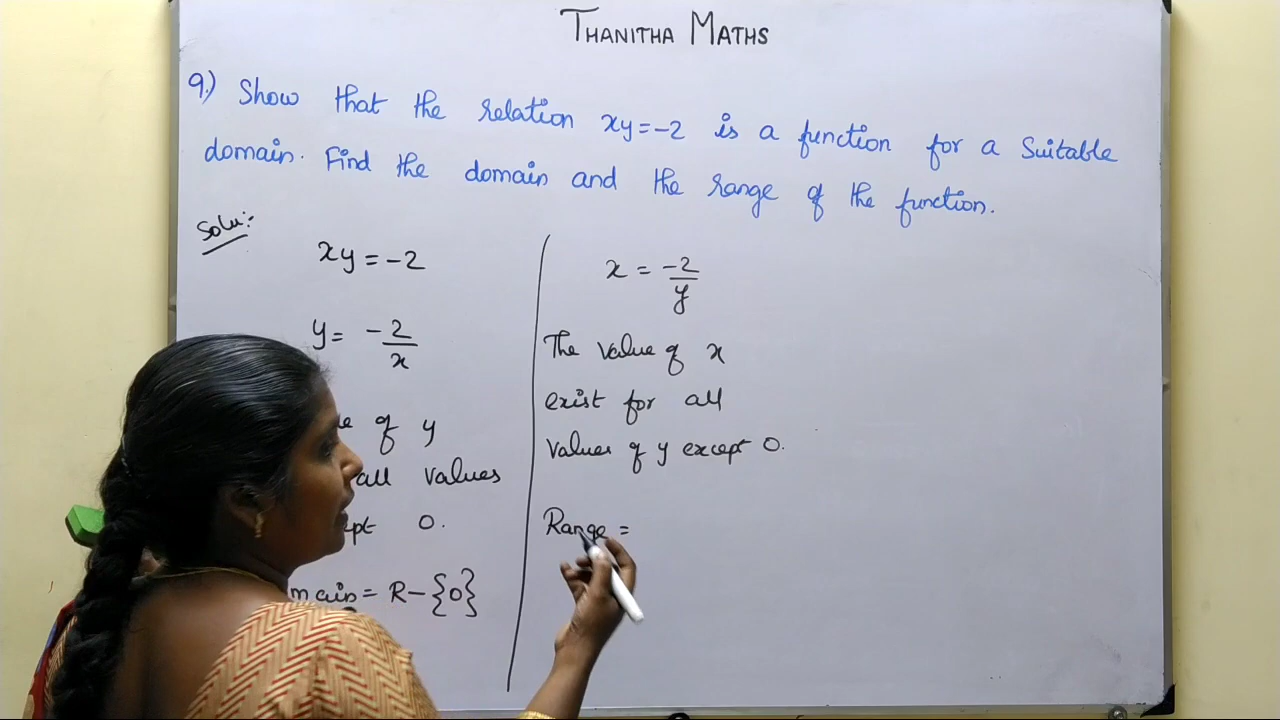 THANITHA MATHS
9.) Show that the relation xy=-2 is a function for a Suitable
domain. Find the domain and the range of the function.
Solu:-
xy = -2
y = -2/x
of y
all values
0.
= R-{0}
x = -2/y
The value of x
exist for all
values of y except 0.
Range =